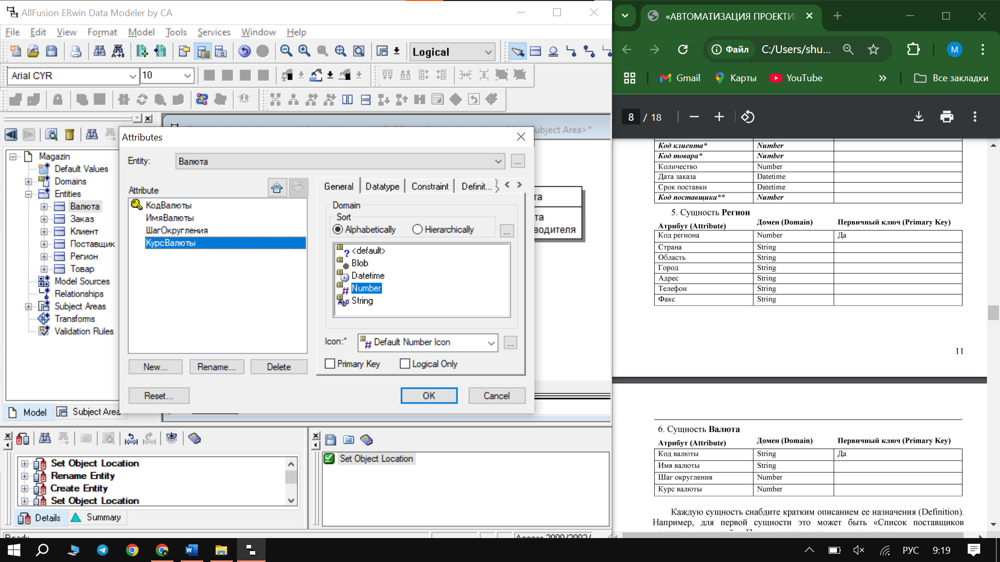 AllFusion ERwin Data Modeler by CA
File Edit View Format Model Tools Services Window Help
Logical
Arial CYR 10
ubject Area>*
Magazin
Default Values
Domains
Entities
Валюта
Заказ
Клиент
Поставщик
Регион
Товар
Model Sources
Relationships
Subject Areas
Transforms
Validation Rules
Model Subject Area
Attributes
Entity: Валюта ...
Attribute
КодВалюты
ИмяВалюты
ШагОкругления
КурсВалюты
New... Rename... Delete
Reset... OK Cancel
General Datatype Constraint Definit...
Domain
Sort
Alphabetically Hierarchically ...
<default>
Blob
Datetime
Number
String
Icon:* Default Number Icon ...
Primary Key Logical Only
та
та
водителя
Set Object Location
Rename Entity
Create Entity
Set Object Location
Details Summary
Set Object Location
Ready
Access 2000/2002/
«АВТОМАТИЗАЦИЯ ПРОЕКТИ
Файл C:/Users/shu... M
Gmail Карты YouTube » Все закладки
8 / 18
Код клиента* Number
Код товара* Number
Количество Number
Дата заказа Datetime
Срок поставки Datetime
Код поставщика** Number
5. Сущность Регион
Атрибут (Attribute) Домен (Domain) Первичный ключ (Primary Key)
Код региона Number Да
Страна String
Область String
Город String
Адрес String
Телефон String
Факс String
11
6. Сущность Валюта
Атрибут (Attribute) Домен (Domain) Первичный ключ (Primary Key)
Код валюты String Да
Имя валюты String
Шаг округления Number
Курс валюты Number
Каждую сущность снабдите кратким описанием ее назначения (Definition).
Например, для первой сущности это может быть «Список поставщиков
РУС 9:19